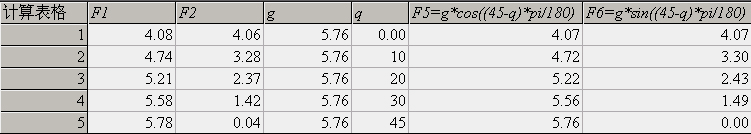 计算表格 F1 F2 g q F5=g*cos((45-q)*pi/180) F6=g*sin((45-q)*pi/180)
1 4.08 4.06 5.76 0.00 4.07 4.07
2 4.74 3.28 5.76 10 4.72 3.30
3 5.21 2.37 5.76 20 5.22 2.43
4 5.58 1.42 5.76 30 5.56 1.49
5 5.78 0.04 5.76 45 5.76 0.00